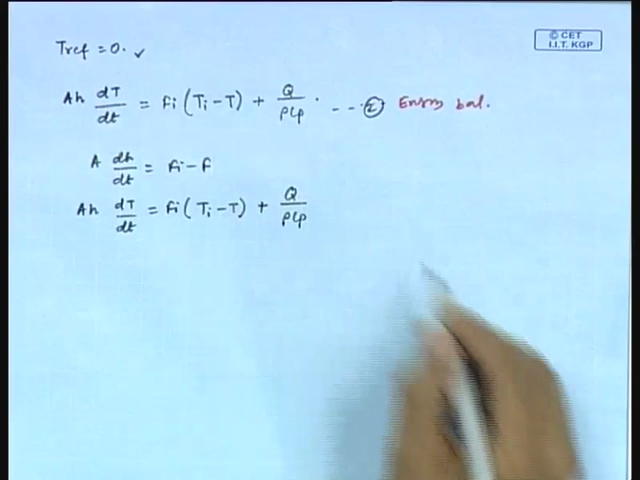 Tref = 0. ✓
© CET
I.I.T. KGP
Ah dT/dt = Fi (Ti - T) + Q/ρCp . - - - ② Energy bal.
A dh/dt = Fi - F
Ah dT/dt = Fi (Ti - T) + Q/ρCp